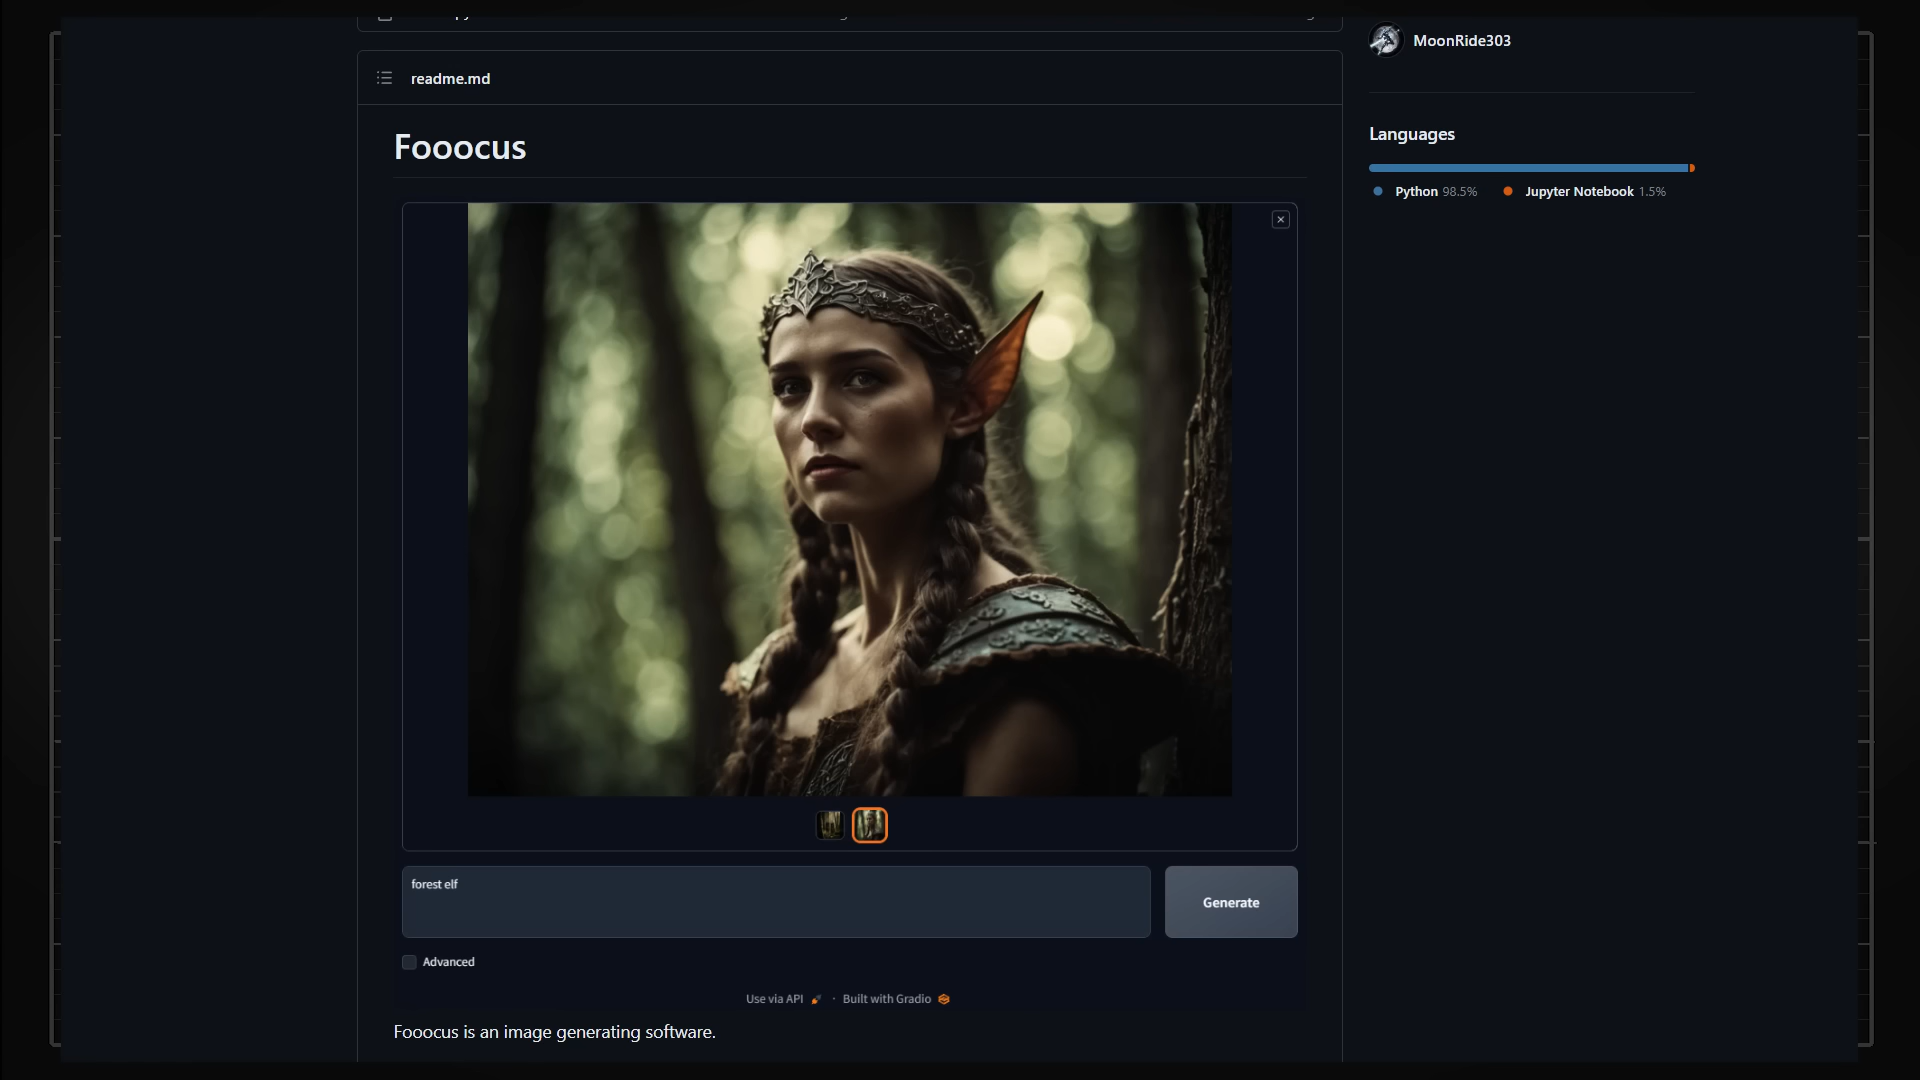 MoonRide303
readme.md
Fooocus
Languages
Python 98.5% Jupyter Notebook 1.5%
forest elf
Generate
Advanced
Use via API · Built with Gradio
Fooocus is an image generating software.